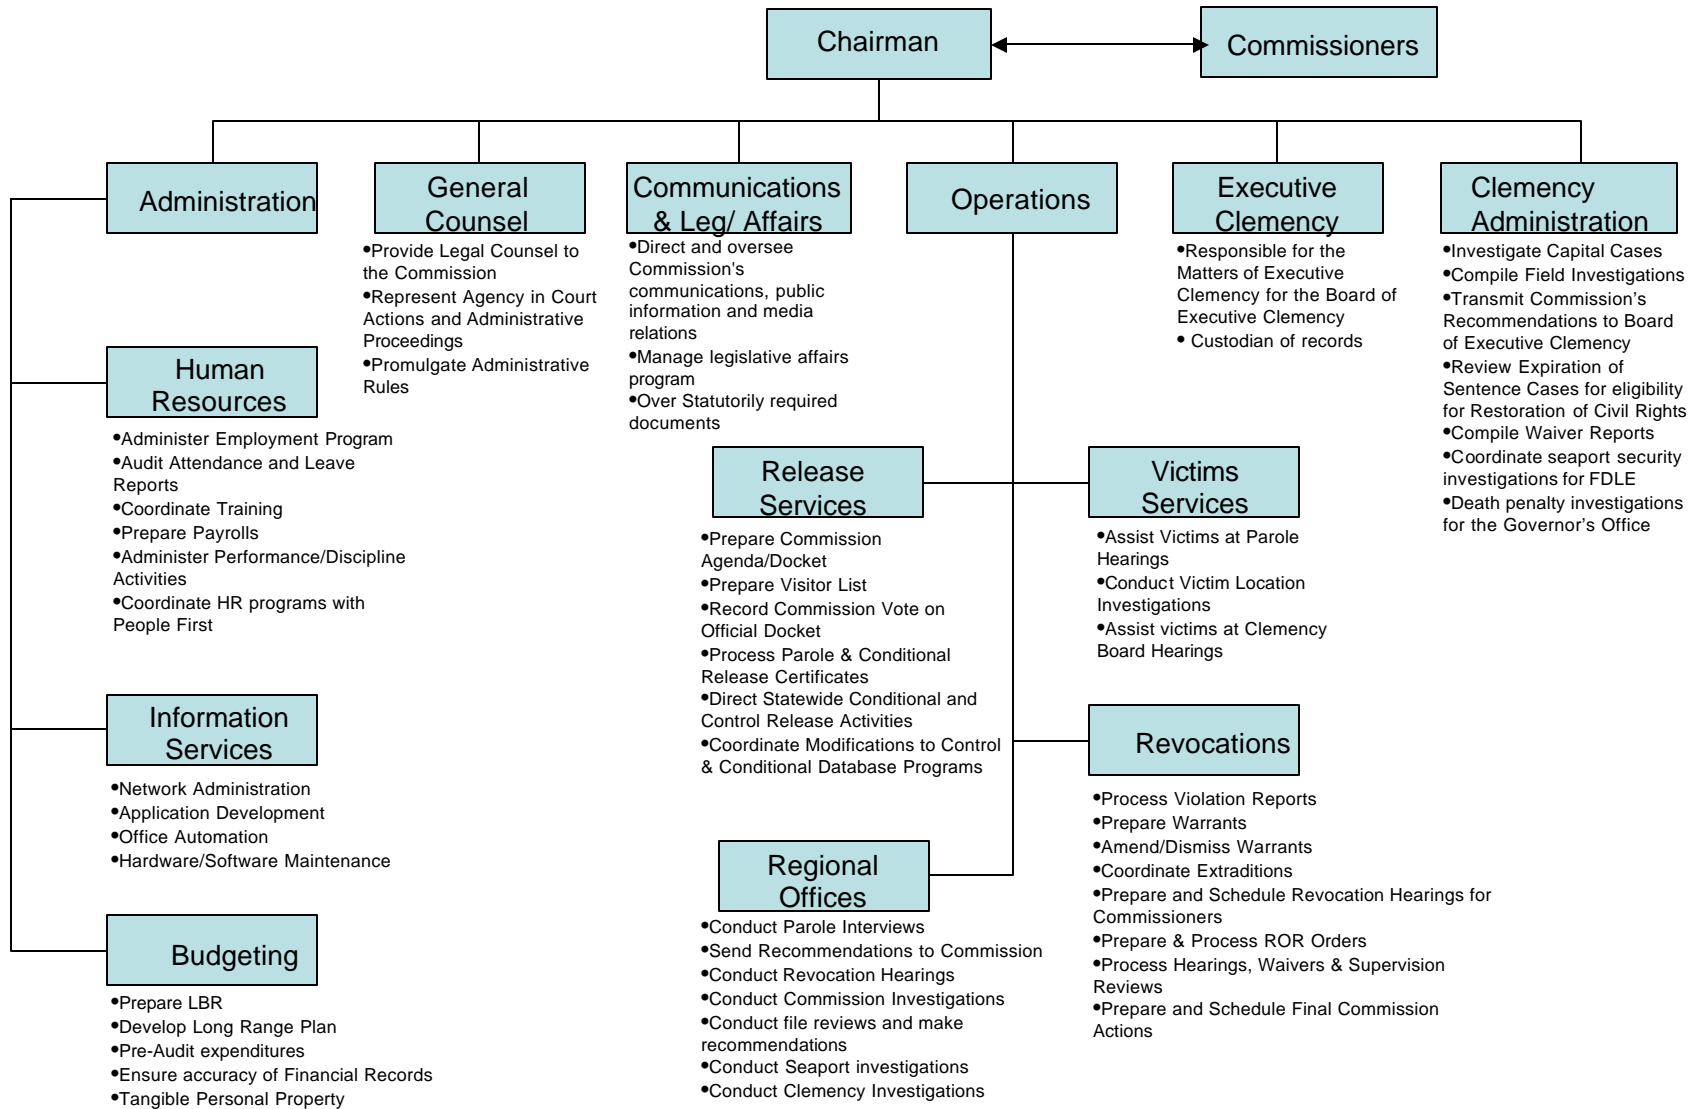 Chairman
Commissioners
Administration
General
Counsel
•Provide Legal Counsel to
the Commission
•Represent Agency in Court
Actions and Administrative
Proceedings
•Promulgate Administrative
Rules
Communications
& Leg/ Affairs
•Direct and oversee
Commission's
communications, public
information and media
relations
•Manage legislative affairs
program
•Over Statutorily required
documents
Operations
Executive
Clemency
•Responsible for the
Matters of Executive
Clemency for the Board of
Executive Clemency
• Custodian of records
Clemency
Administration
•Investigate Capital Cases
•Compile Field Investigations
•Transmit Commission’s
Recommendations to Board
of Executive Clemency
•Review Expiration of
Sentence Cases for eligibility
for Restoration of Civil Rights
•Compile Waiver Reports
•Coordinate seaport security
investigations for FDLE
•Death penalty investigations
for the Governor’s Office
Human
Resources
•Administer Employment Program
•Audit Attendance and Leave
Reports
•Coordinate Training
•Prepare Payrolls
•Administer Performance/Discipline
Activities
•Coordinate HR programs with
People First
Release
Services
•Prepare Commission
Agenda/Docket
•Prepare Visitor List
•Record Commission Vote on
Official Docket
•Process Parole & Conditional
Release Certificates
•Direct Statewide Conditional and
Control Release Activities
•Coordinate Modifications to Control
& Conditional Database Programs
Victims
Services
•Assist Victims at Parole
Hearings
•Conduct Victim Location
Investigations
•Assist victims at Clemency
Board Hearings
Information
Services
•Network Administration
•Application Development
•Office Automation
•Hardware/Software Maintenance
Revocations
•Process Violation Reports
•Prepare Warrants
•Amend/Dismiss Warrants
•Coordinate Extraditions
•Prepare and Schedule Revocation Hearings for
Commissioners
•Prepare & Process ROR Orders
•Process Hearings, Waivers & Supervision
Reviews
•Prepare and Schedule Final Commission
Actions
Regional
Offices
•Conduct Parole Interviews
•Send Recommendations to Commission
•Conduct Revocation Hearings
•Conduct Commission Investigations
•Conduct file reviews and make
recommendations
•Conduct Seaport investigations
•Conduct Clemency Investigations
Budgeting
•Prepare LBR
•Develop Long Range Plan
•Pre-Audit expenditures
•Ensure accuracy of Financial Records
•Tangible Personal Property